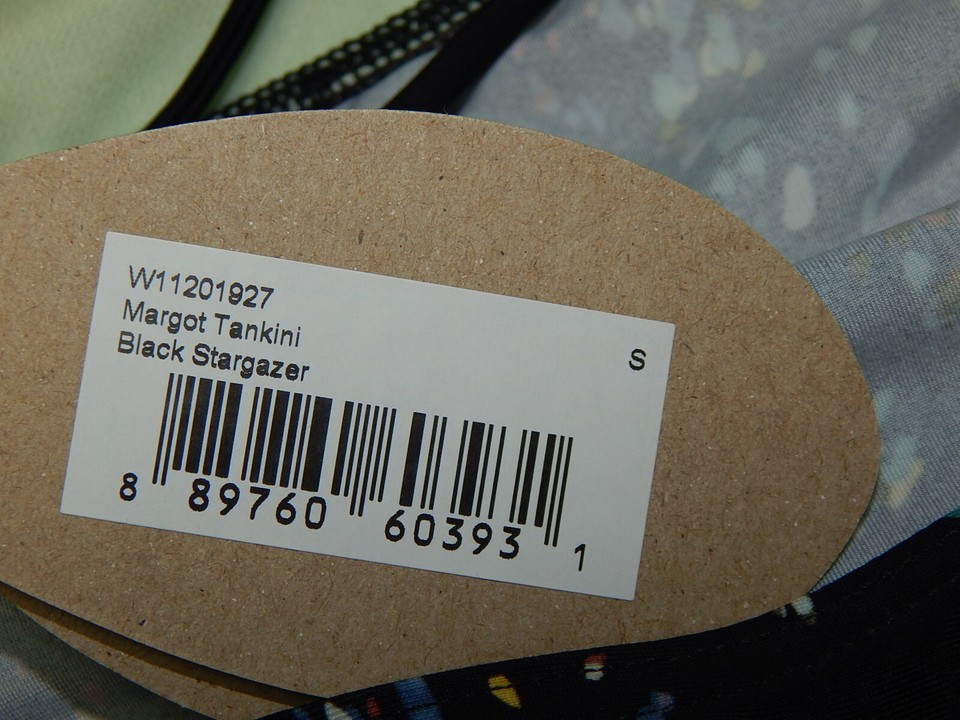 W11201927
Margot Tankini
Black Stargazer
S
8 89760 60393 1